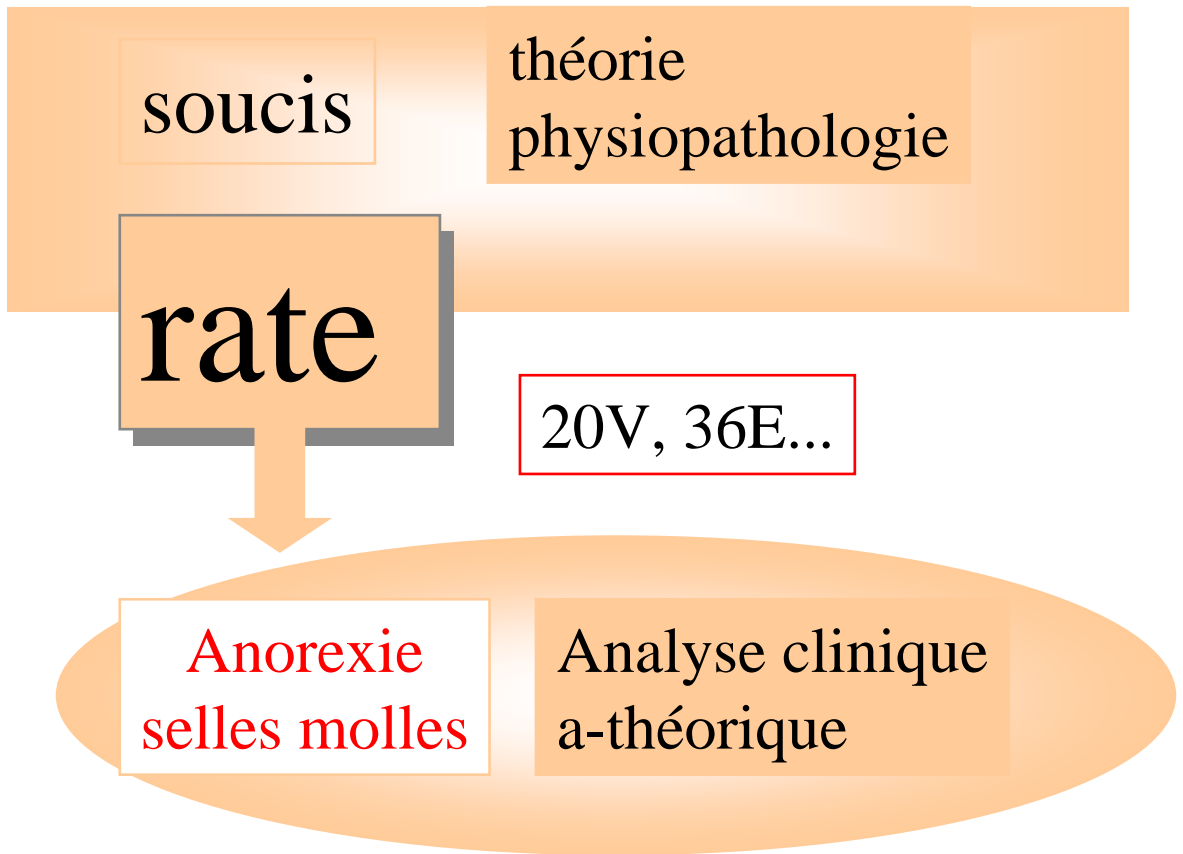 soucis
théorie
physiopathologie
rate
20V, 36E...
Anorexie
selles molles
Analyse clinique
a-théorique